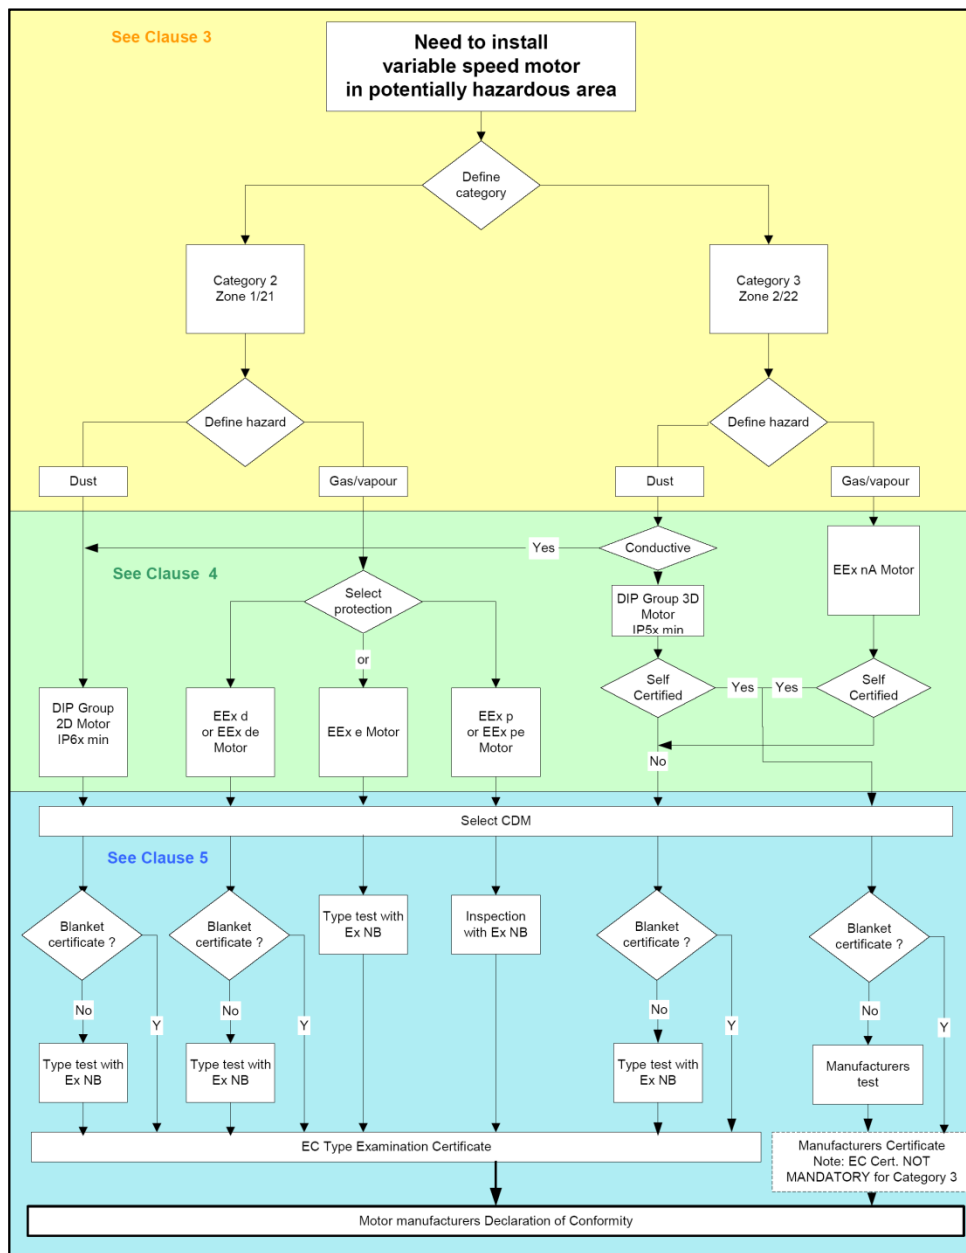 See Clause 3
Need to install
variable speed motor
in potentially hazardous area
Define
category
Category 2
Zone 1/21
Category 3
Zone 2/22
Define hazard
Define hazard
Dust
Gas/vapour
Dust
Gas/vapour
Yes
Conductive
See Clause 4
EEx nA Motor
Select
protection
DIP Group 3D
Motor
IP5x min
or
Self
Certified
Yes
Yes
Self
Certified
DIP Group
2D Motor
IP6x min
EEx d
or EEx de
Motor
EEx e Motor
EEx p
or EEx pe
Motor
No
Select CDM
See Clause 5
Blanket
certificate ?
Blanket
certificate ?
Type test with
Ex NB
Inspection
with Ex NB
Blanket
certificate ?
Blanket
certificate ?
No
Y
No
Y
No
Y
No
Y
Type test with
Ex NB
Type test with
Ex NB
Type test with
Ex NB
Manufacturers
test
EC Type Examination Certificate
Manufacturers Certificate
Note: EC Cert. NOT
MANDATORY for Category 3
Motor manufacturers Declaration of Conformity